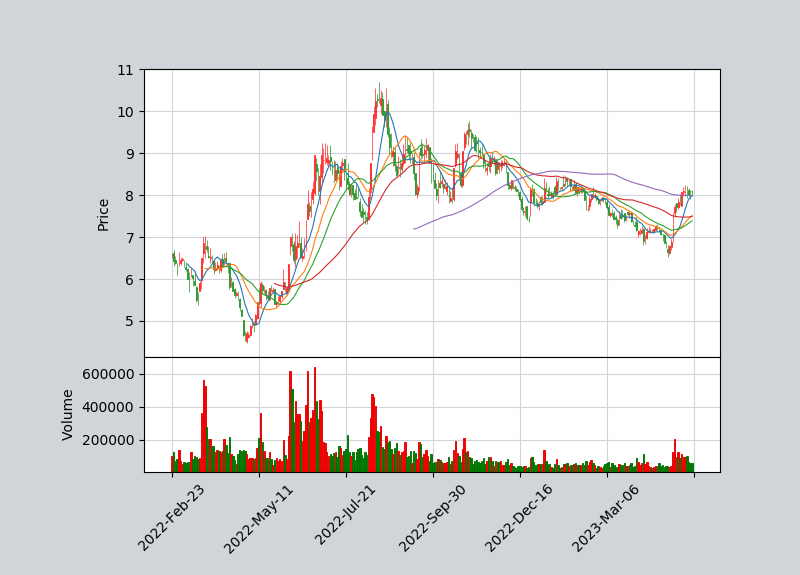 11
10
9
8
7
6
5
Price
600000
400000
200000
Volume
2022-Feb-23
2022-May-11
2022-Jul-21
2022-Sep-30
2022-Dec-16
2023-Mar-06